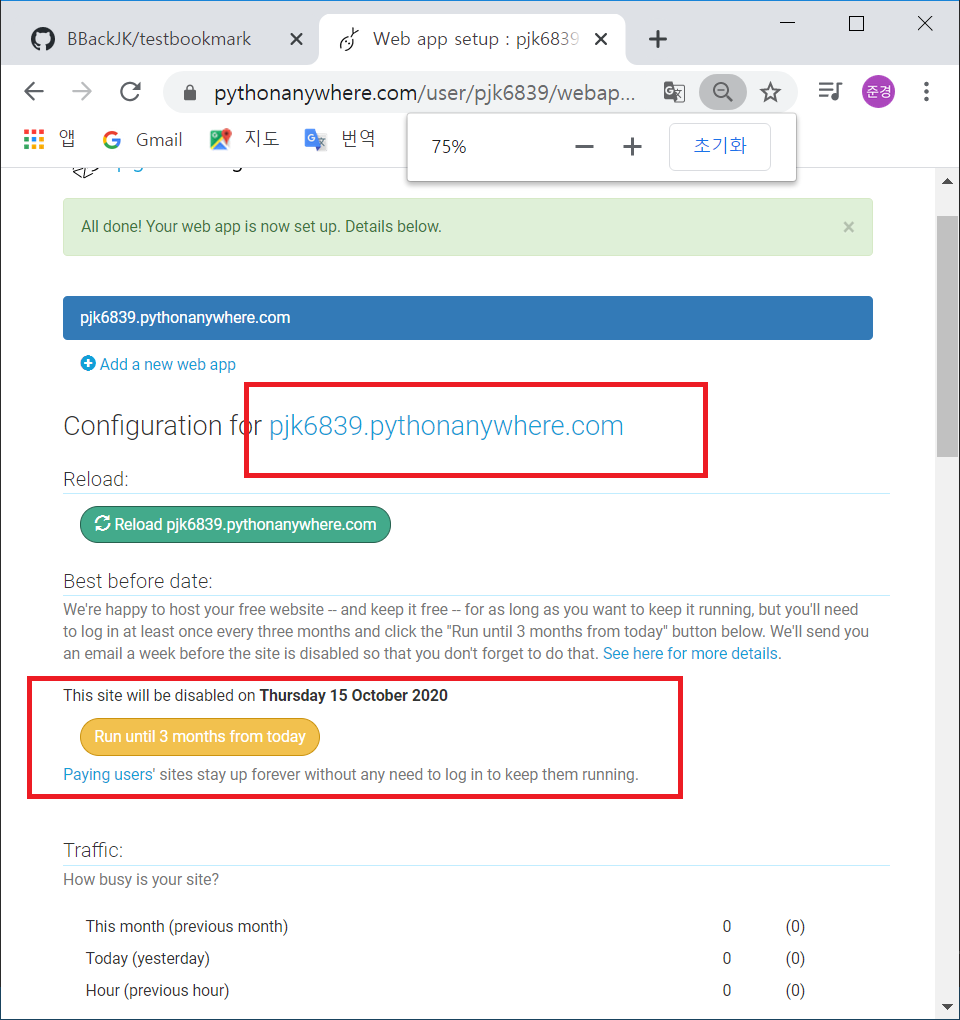 BBackJK/testbookmark
Web app setup : pjk6839
pythonanywhere.com/user/pjk6839/webap...
준경
앱
Gmail
지도
번역
75%
초기화
All done! Your web app is now set up. Details below.
pjk6839.pythonanywhere.com
Add a new web app
Configuration for pjk6839.pythonanywhere.com
Reload:
Reload pjk6839.pythonanywhere.com
Best before date:
We're happy to host your free website -- and keep it free -- for as long as you want to keep it running, but you'll need
to log in at least once every three months and click the "Run until 3 months from today" button below. We'll send you
an email a week before the site is disabled so that you don't forget to do that. See here for more details.
This site will be disabled on Thursday 15 October 2020
Run until 3 months from today
Paying users' sites stay up forever without any need to log in to keep them running.
Traffic:
How busy is your site?
This month (previous month) 0 (0)
Today (yesterday) 0 (0)
Hour (previous hour) 0 (0)